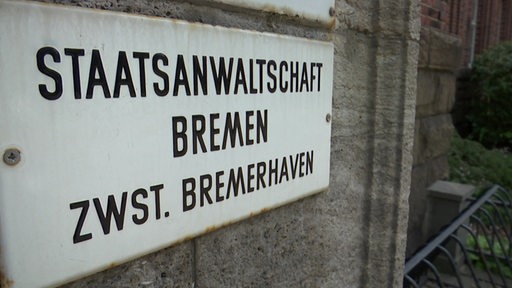 STAATSANWALTSCHAFT
BREMEN
ZWST. BREMERHAVEN